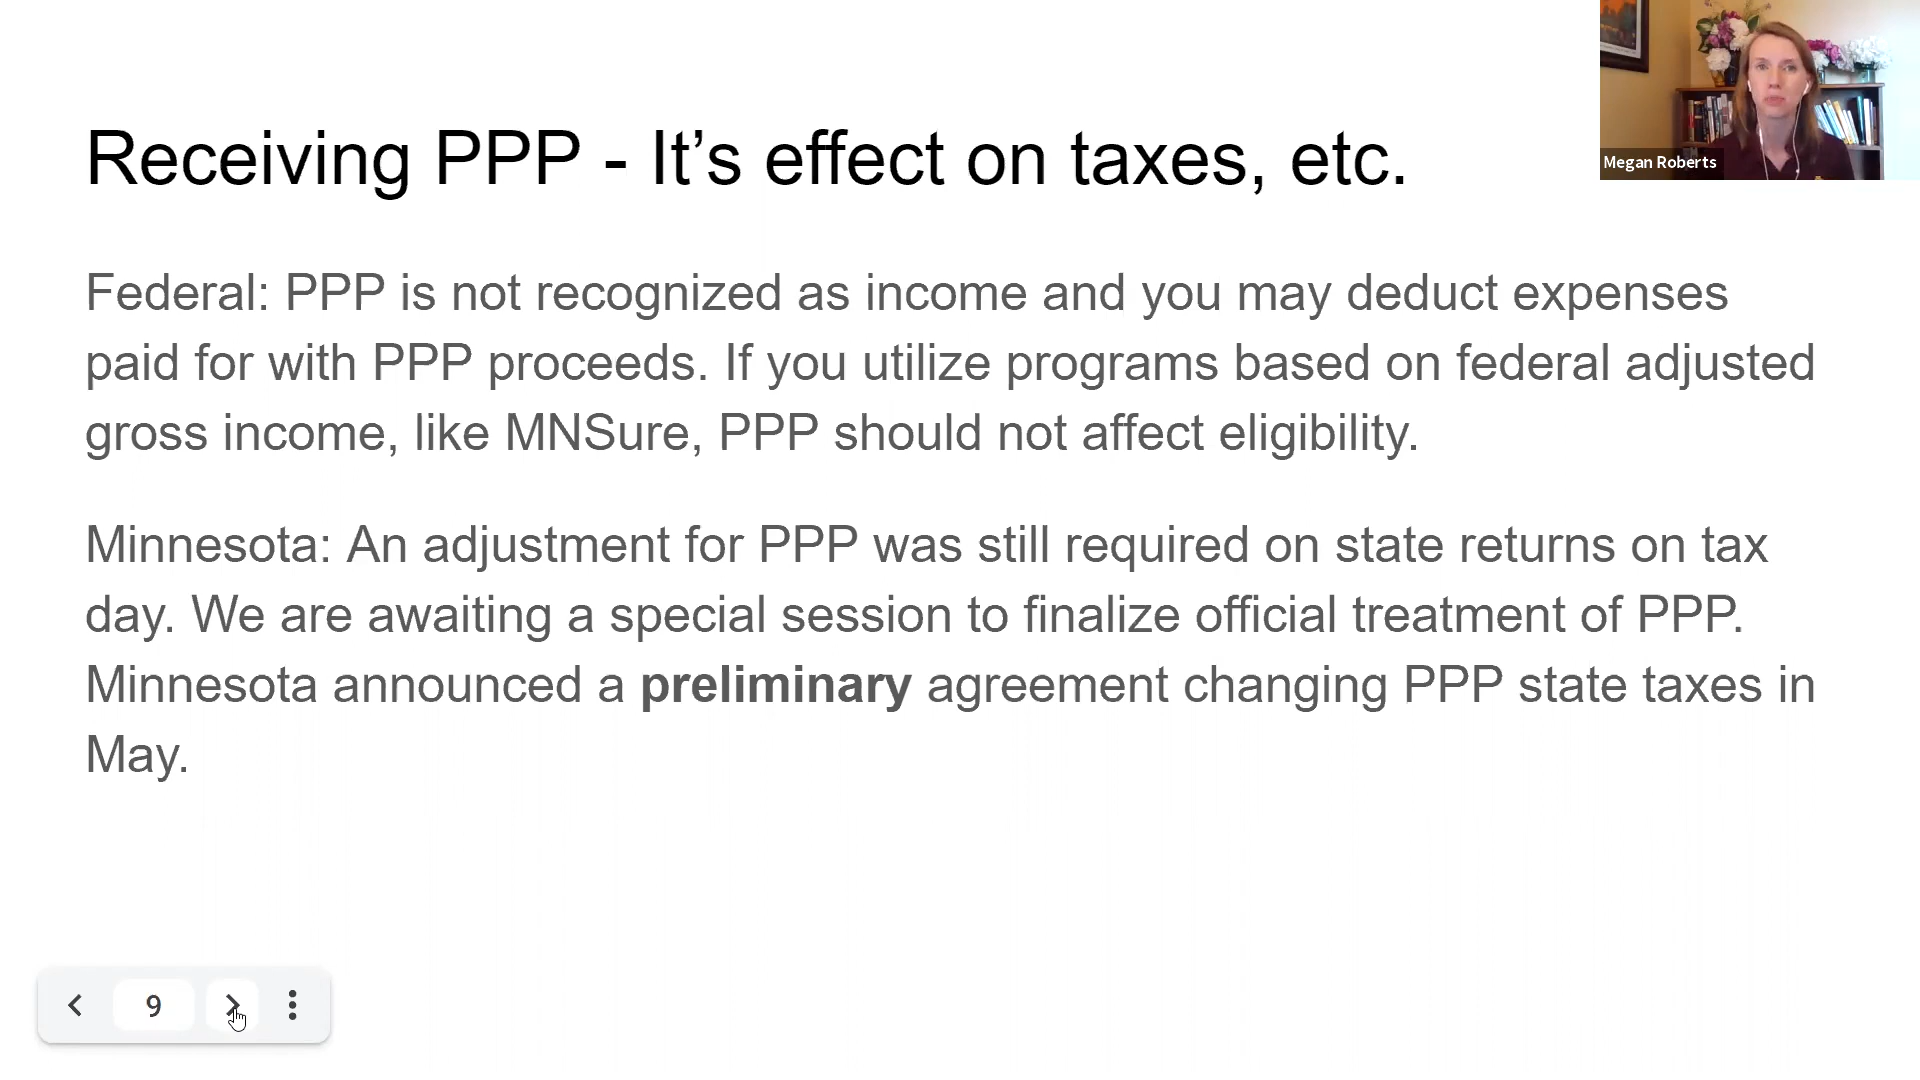 Receiving PPP - It’s effect on taxes, etc.
Megan Roberts
Federal: PPP is not recognized as income and you may deduct expenses
paid for with PPP proceeds. If you utilize programs based on federal adjusted
gross income, like MNSure, PPP should not affect eligibility.
Minnesota: An adjustment for PPP was still required on state returns on tax
day. We are awaiting a special session to finalize official treatment of PPP.
Minnesota announced a preliminary agreement changing PPP state taxes in
May.
9